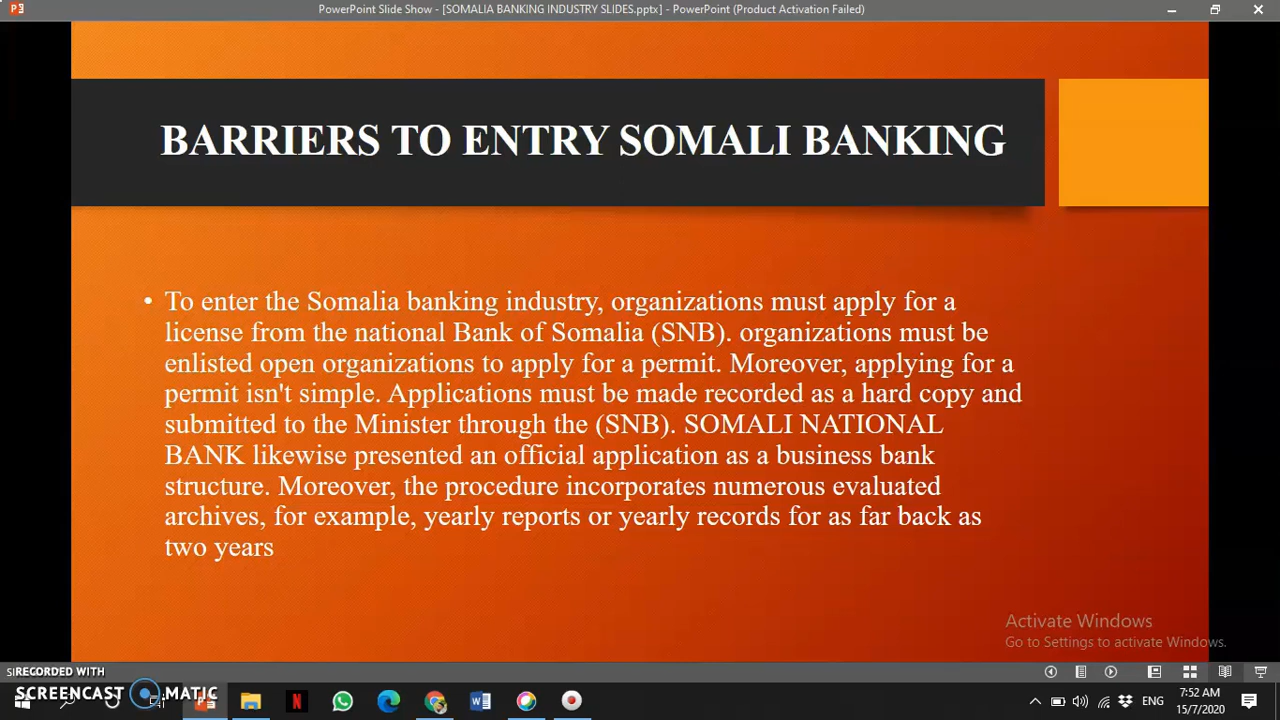 PowerPoint Slide Show - [SOMALIA BANKING INDUSTRY SLIDES.pptx] - PowerPoint (Product Activation Failed)
BARRIERS TO ENTRY SOMALI BANKING
• To enter the Somalia banking industry, organizations must apply for a
license from the national Bank of Somalia (SNB). organizations must be
enlisted open organizations to apply for a permit. Moreover, applying for a
permit isn't simple. Applications must be made recorded as a hard copy and
submitted to the Minister through the (SNB). SOMALI NATIONAL
BANK likewise presented an official application as a business bank
structure. Moreover, the procedure incorporates numerous evaluated
archives, for example, yearly reports or yearly records for as far back as
two years
Activate Windows
Go to Settings to activate Windows.
RECORDED WITH
SCREENCAST MATIC
ENG
7:52 AM
15/7/2020